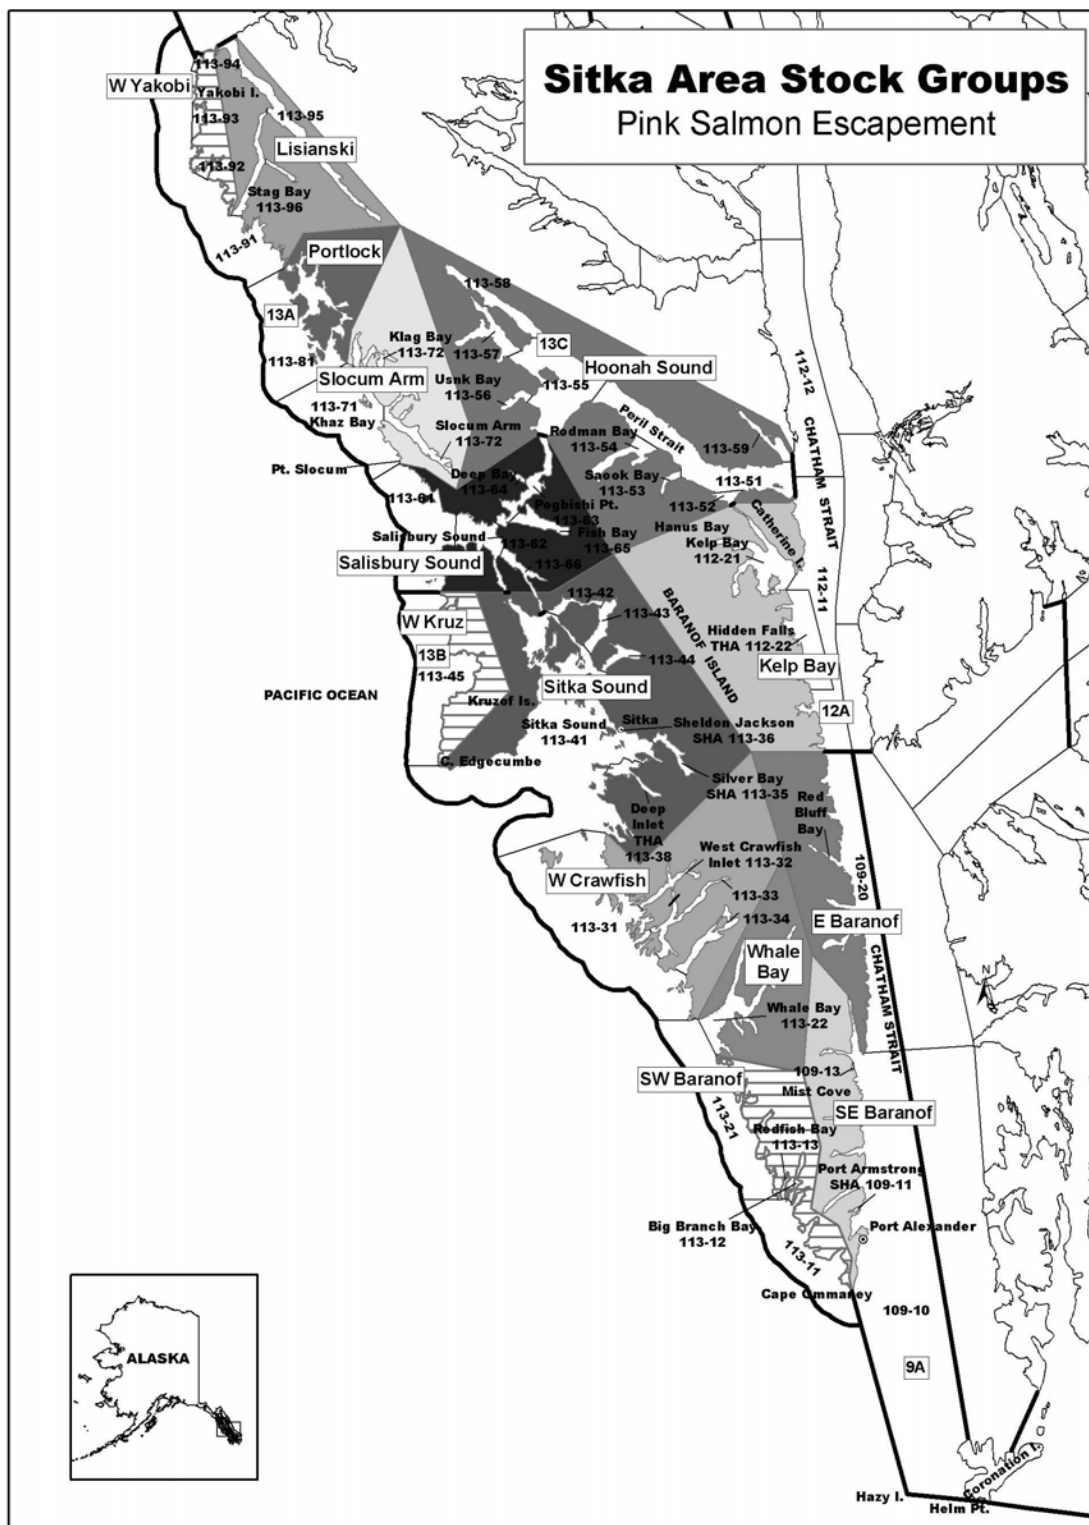 Sitka Area Stock Groups
Pink Salmon Escapement
113-94
W Yakobi
Yakobi I.
113-93
113-95
Lisianski
113-92
Stag Bay
113-96
113-91
Portlock
13A
113-58
Klag Bay
113-72
113-57
13C
113-81
Slocum Arm
Hoonah Sound
113-55
Usnk Bay
113-56
113-71
Khaz Bay
Slocum Arm
113-72
Rodman Bay
113-54
Peril Strait
113-59
112-12
CHATHAM STRAIT
Pt. Slocum
Deep Bay
113-64
Saook Bay
113-53
113-51
113-61
Pogbishi Pt.
113-63
113-52
Salisbury Sound
113-62
Fish Bay
113-65
Hanus Bay
Kelp Bay
112-21
Catherine I.
Salisbury Sound
113-66
112-11
W Kruz
113-42
113-43
BARANOF ISLAND
Hidden Falls
THA 112-22
13B
113-45
113-44
Kelp Bay
PACIFIC OCEAN
Sitka Sound
Kruzof Is.
12A
Sitka Sound
113-41
Sitka
Sheldon Jackson
SHA 113-36
C. Edgecumbe
Silver Bay
SHA 113-35
Red
Bluff
Bay
Deep
Inlet
THA
113-38
West Crawfish
Inlet 113-32
109-20
W Crawfish
113-33
113-31
113-34
E Baranof
Whale
Bay
CHATHAM STRAIT
N
Whale Bay
113-22
SW Baranof
109-13
Mist Cove
113-21
SE Baranof
Redfish Bay
113-13
Port Armstrong
SHA 109-11
Big Branch Bay
113-12
Port Alexander
113-11
Cape Ommaney
109-10
ALASKA
9A
Coronation I.
Hazy I.
Helm Pt.